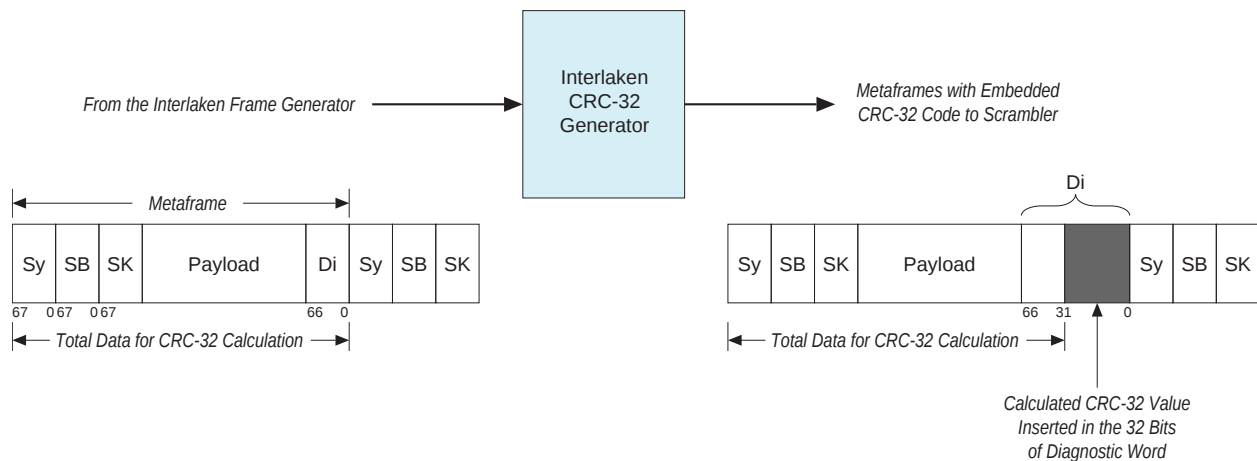 Interlaken
CRC-32
Generator
From the Interlaken Frame Generator
Metaframes with Embedded
CRC-32 Code to Scrambler
Metaframe
Sy SB SK Payload Di Sy SB SK
67 0 67 0 67 66 0
Total Data for CRC-32 Calculation
Di
Sy SB SK Payload Sy SB SK
66 31 0
Total Data for CRC-32 Calculation
Calculated CRC-32 Value
Inserted in the 32 Bits
of Diagnostic Word